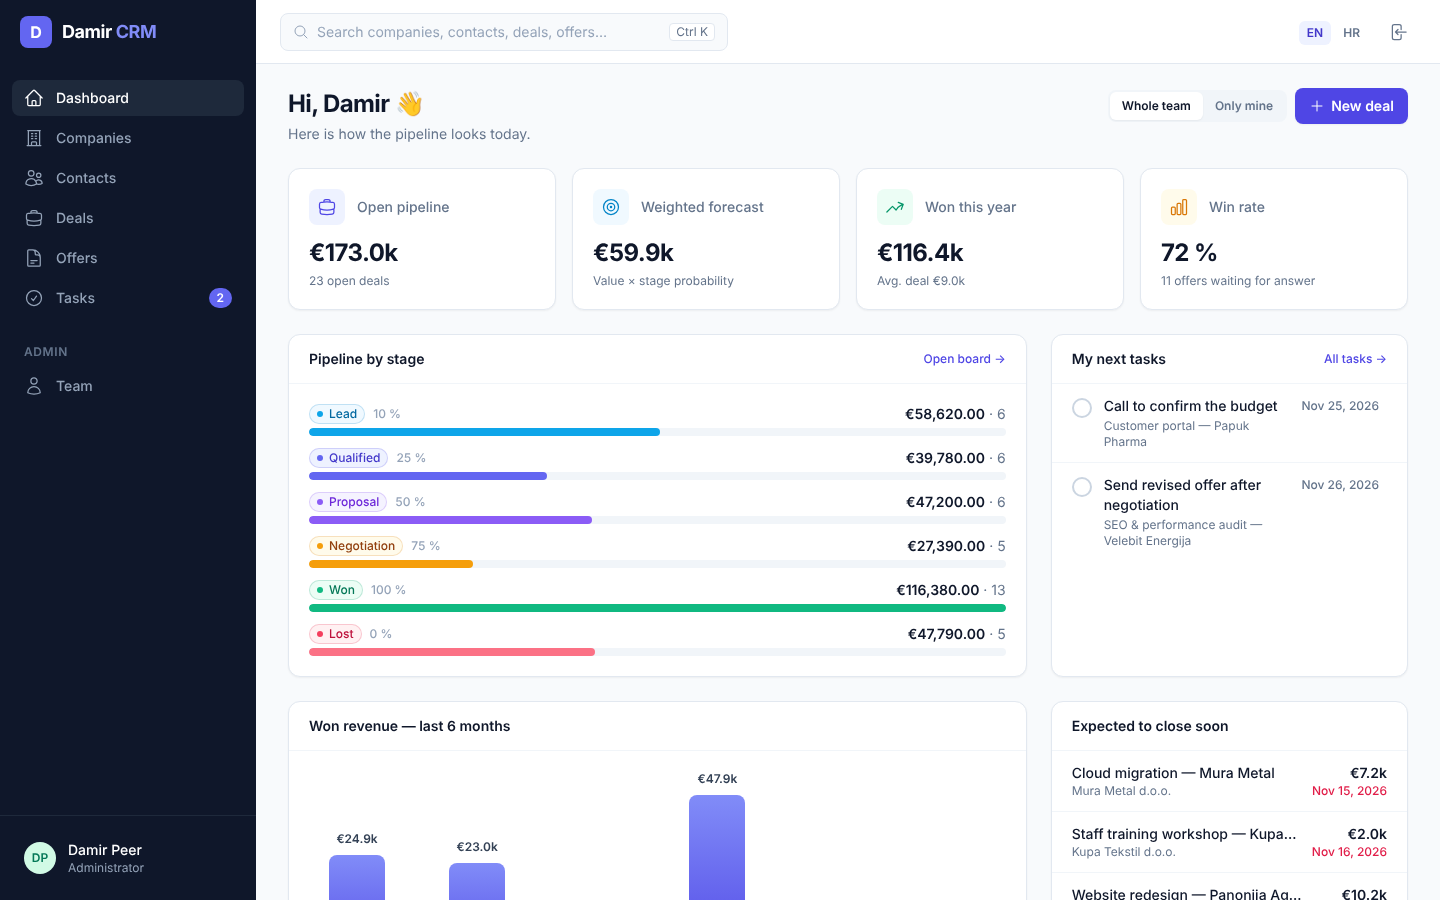 D Damir CRM
Search companies, contacts, deals, offers...
Ctrl K
EN
HR
Dashboard
Companies
Contacts
Deals
Offers
Tasks
2
ADMIN
Team
DP
Damir Peer
Administrator
Hi, Damir 👋
Here is how the pipeline looks today.
Whole team
Only mine
+ New deal
Open pipeline
€173.0k
23 open deals
Weighted forecast
€59.9k
Value × stage probability
Won this year
€116.4k
Avg. deal €9.0k
Win rate
72 %
11 offers waiting for answer
Pipeline by stage
Open board →
Lead 10 % €58,620.00 · 6
Qualified 25 % €39,780.00 · 6
Proposal 50 % €47,200.00 · 6
Negotiation 75 % €27,390.00 · 5
Won 100 % €116,380.00 · 13
Lost 0 % €47,790.00 · 5
My next tasks
All tasks →
Call to confirm the budget Nov 25, 2026
Customer portal — Papuk
Pharma
Send revised offer after Nov 26, 2026
negotiation
SEO & performance audit —
Velebit Energija
Won revenue — last 6 months
€24.9k
€23.0k
€47.9k
Expected to close soon
Cloud migration — Mura Metal €7.2k
Mura Metal d.o.o. Nov 15, 2026
Staff training workshop — Kupa... €2.0k
Kupa Tekstil d.o.o. Nov 16, 2026
Website redesign — Panonija Ag... €10.2k